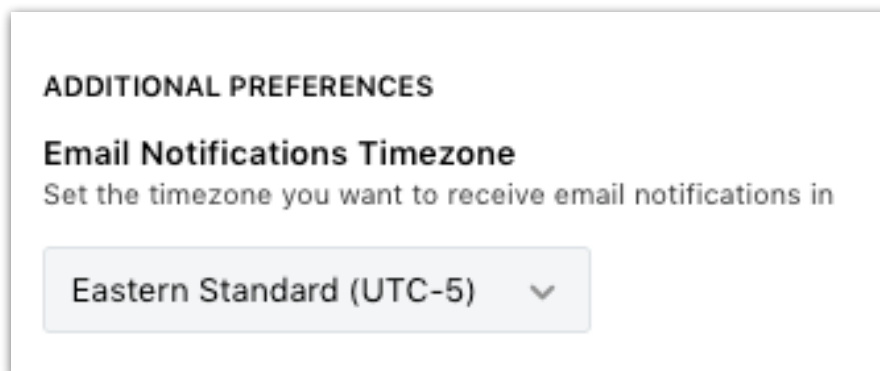 ADDITIONAL PREFERENCES
Email Notifications Timezone
Set the timezone you want to receive email notifications in
Eastern Standard (UTC-5)